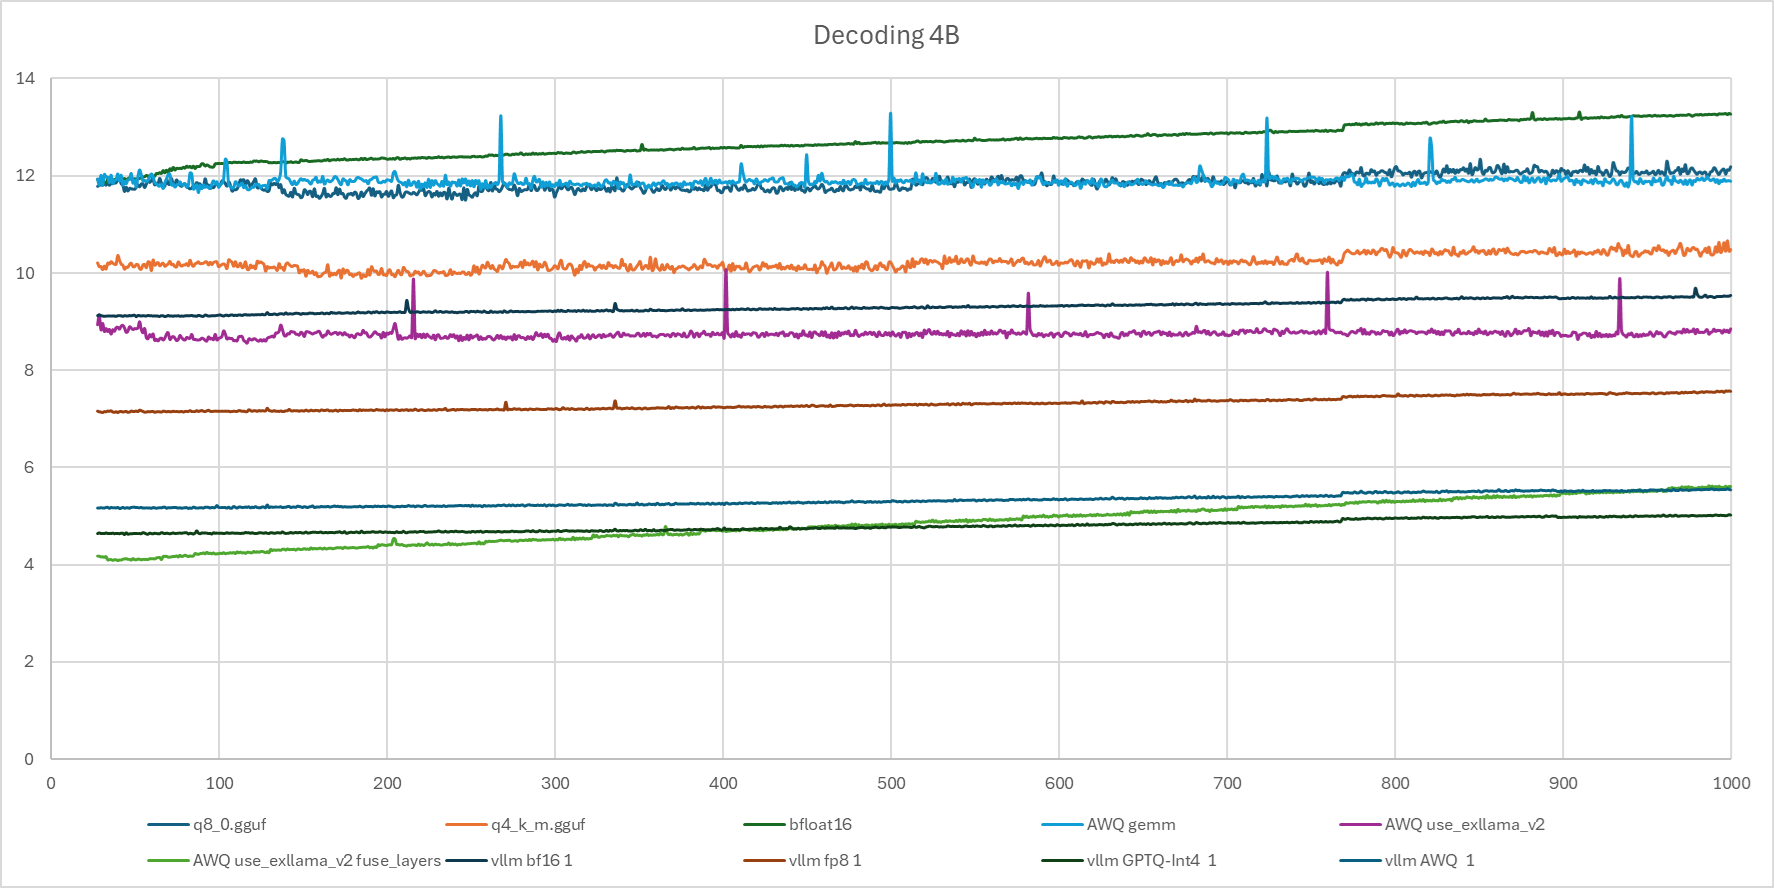 Decoding 4B
14
12
10
8
6
4
2
0
0 100 200 300 400 500 600 700 800 900 1000
q8_0.gguf q4_k_m.gguf bfloat16 AWQ gemm AWQ use_exllama_v2
AWQ use_exllama_v2 fuse_layers vllm bf16 1 vllm fp8 1 vllm GPTQ-Int4 1 vllm AWQ 1